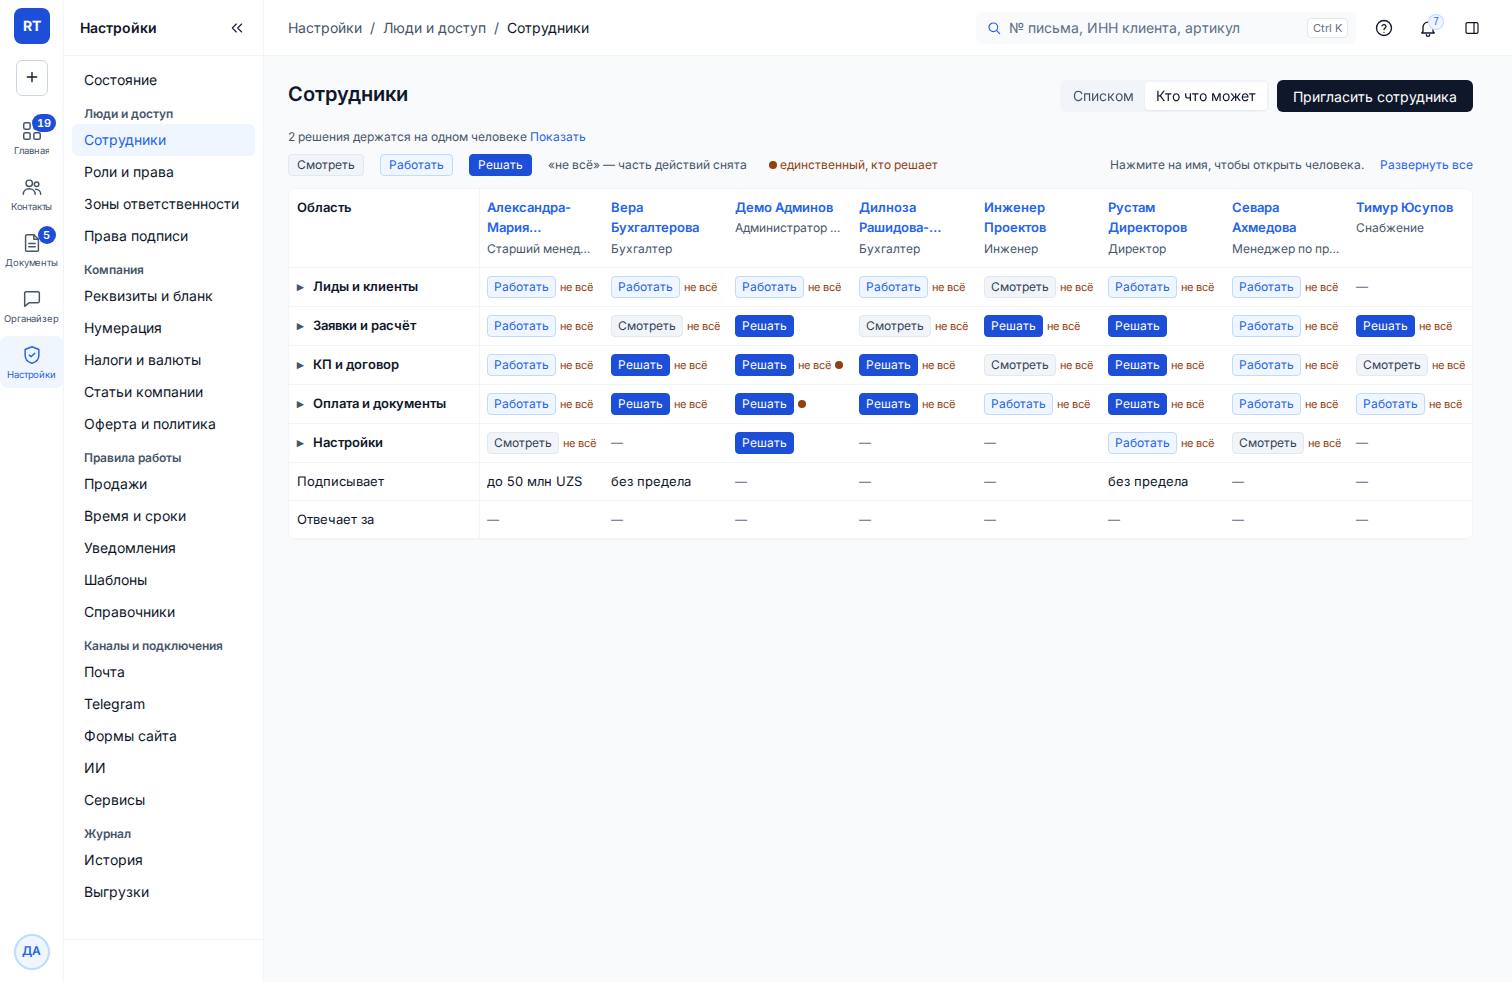 RT
Настройки
Настройки / Люди и доступ / Сотрудники
№ письма, ИНН клиента, артикул
Ctrl K
7
+
19
Главная
Контакты
5
Документы
Органайзер
Настройки
ДА
Состояние
Люди и доступ
Сотрудники
Роли и права
Зоны ответственности
Права подписи
Компания
Реквизиты и бланк
Нумерация
Налоги и валюты
Статьи компании
Оферта и политика
Правила работы
Продажи
Время и сроки
Уведомления
Шаблоны
Справочники
Каналы и подключения
Почта
Telegram
Формы сайта
ИИ
Сервисы
Журнал
История
Выгрузки
Сотрудники
Списком
Кто что может
Пригласить сотрудника
2 решения держатся на одном человеке Показать
Смотреть Работать Решать «не всё» — часть действий снята единственный, кто решает
Нажмите на имя, чтобы открыть человека. Развернуть все
Область
Александра-Мария... Старший менед...
Вера Бухгалтерова Бухгалтер
Демо Админов Администратор ...
Дилноза Рашидова-... Бухгалтер
Инженер Проектов Инженер
Рустам Директоров Директор
Севара Ахмедова Менеджер по пр...
Тимур Юсупов Снабжение
Лиды и клиенты Работать не всё Работать не всё Работать не всё Работать не всё Смотреть не всё Работать не всё Работать не всё —
Заявки и расчёт Работать не всё Смотреть не всё Решать Смотреть не всё Решать не всё Решать Работать не всё Решать не всё
КП и договор Работать не всё Решать не всё Решать не всё Решать не всё Смотреть не всё Решать не всё Работать не всё Смотреть не всё
Оплата и документы Работать не всё Решать не всё Решать Решать не всё Работать не всё Решать не всё Работать не всё Работать не всё
Настройки Смотреть не всё — Решать — — Работать не всё Смотреть не всё —
Подписывает до 50 млн UZS без предела — — — без предела — —
Отвечает за — — — — — — — —